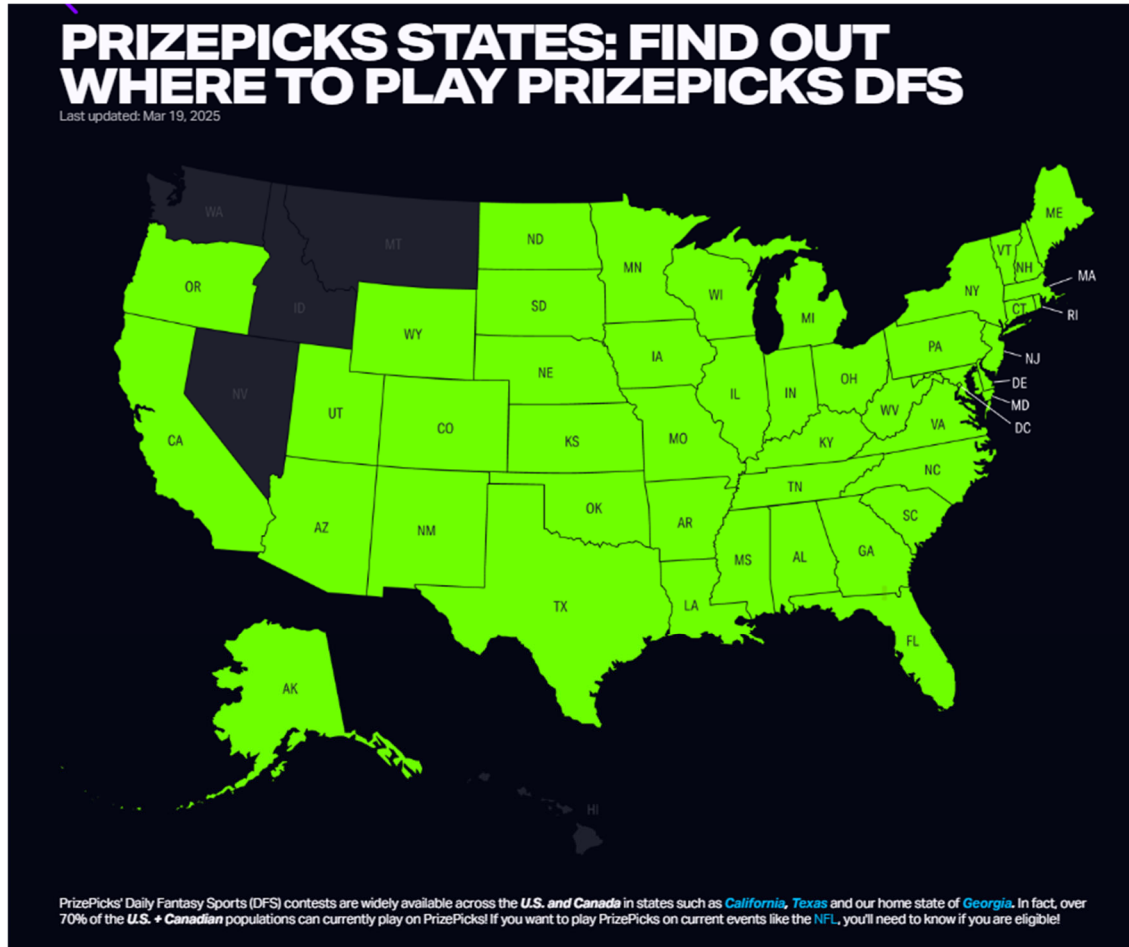 PRIZEPICKS STATES: FIND OUT
WHERE TO PLAY PRIZEPICKS DFS
Last updated: Mar 19, 2025
WA
MT
ND
MN
ME
VT
NH
OR
ID
SD
WI
NY
MA
WY
MI
CT
RI
IA
PA
NJ
NV
NE
IL
IN
OH
DE
UT
CO
MD
CA
KS
MO
KY
WV
VA
DC
AZ
NM
OK
TN
NC
AR
SC
MS
AL
GA
TX
LA
FL
AK
HI
PrizePicks' Daily Fantasy Sports (DFS) contests are widely available across the U.S. and Canada in states such as California, Texas and our home state of Georgia. In fact, over
70% of the U.S. + Canadian populations can currently play on PrizePicks! If you want to play PrizePicks on current events like the NFL, you'll need to know if you are eligible!